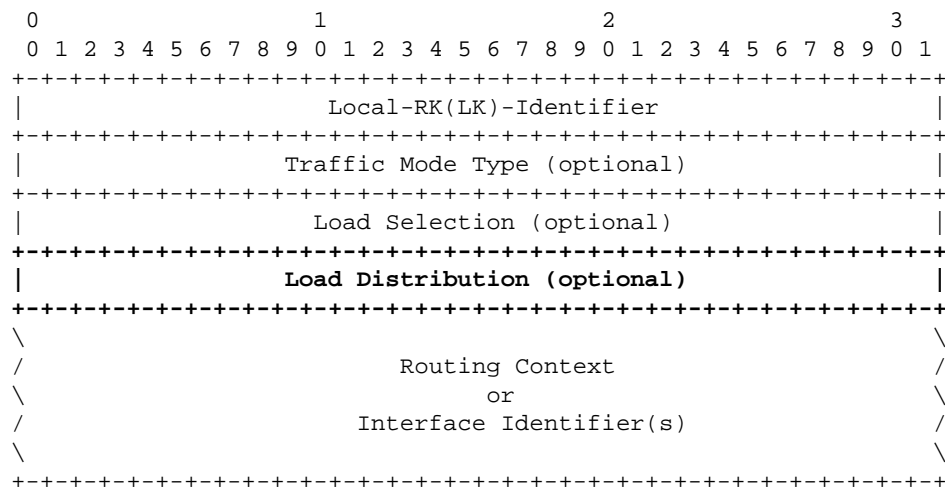 0                   1                   2                   3
 0 1 2 3 4 5 6 7 8 9 0 1 2 3 4 5 6 7 8 9 0 1 2 3 4 5 6 7 8 9 0 1
+-+-+-+-+-+-+-+-+-+-+-+-+-+-+-+-+-+-+-+-+-+-+-+-+-+-+-+-+-+-+-+-+
|                     Local-RK(LK)-Identifier                   |
+-+-+-+-+-+-+-+-+-+-+-+-+-+-+-+-+-+-+-+-+-+-+-+-+-+-+-+-+-+-+-+-+
|                  Traffic Mode Type (optional)                 |
+-+-+-+-+-+-+-+-+-+-+-+-+-+-+-+-+-+-+-+-+-+-+-+-+-+-+-+-+-+-+-+-+
|                    Load Selection (optional)                  |
+-+-+-+-+-+-+-+-+-+-+-+-+-+-+-+-+-+-+-+-+-+-+-+-+-+-+-+-+-+-+-+-+
|                  Load Distribution (optional)                 |
+-+-+-+-+-+-+-+-+-+-+-+-+-+-+-+-+-+-+-+-+-+-+-+-+-+-+-+-+-+-+-+-+
\                                                               \
/                          Routing Context                      /
\                                or                             \
/                       Interface Identifier(s)                 /
\                                                               \
+-+-+-+-+-+-+-+-+-+-+-+-+-+-+-+-+-+-+-+-+-+-+-+-+-+-+-+-+-+-+-+-+